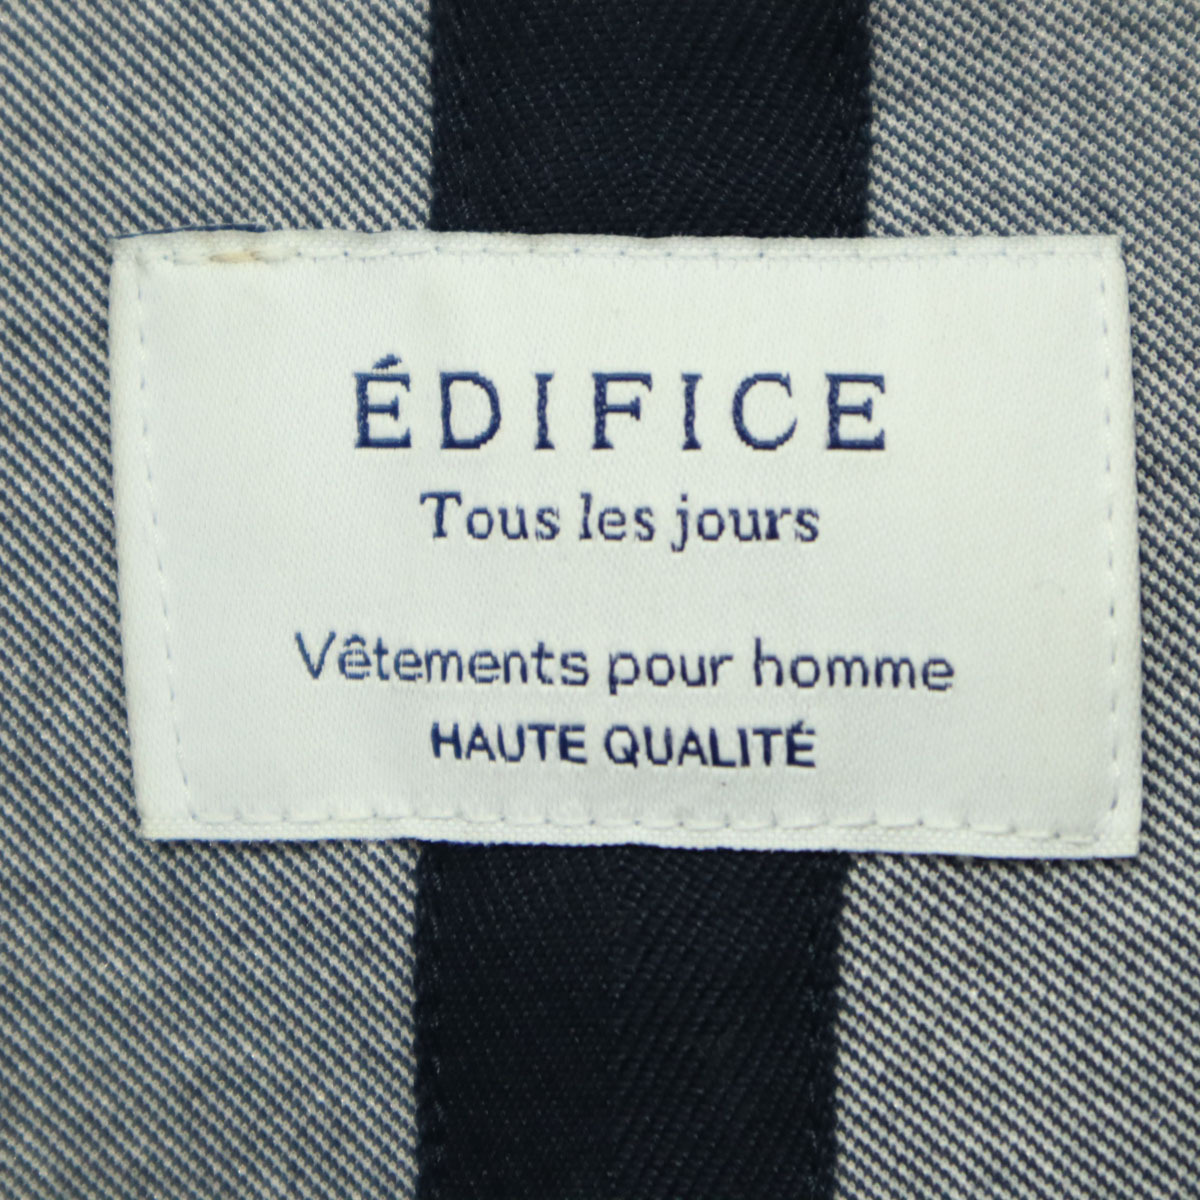 ÉDIFICE
Tous les jours
Vêtements pour homme
HAUTE QUALITÉ